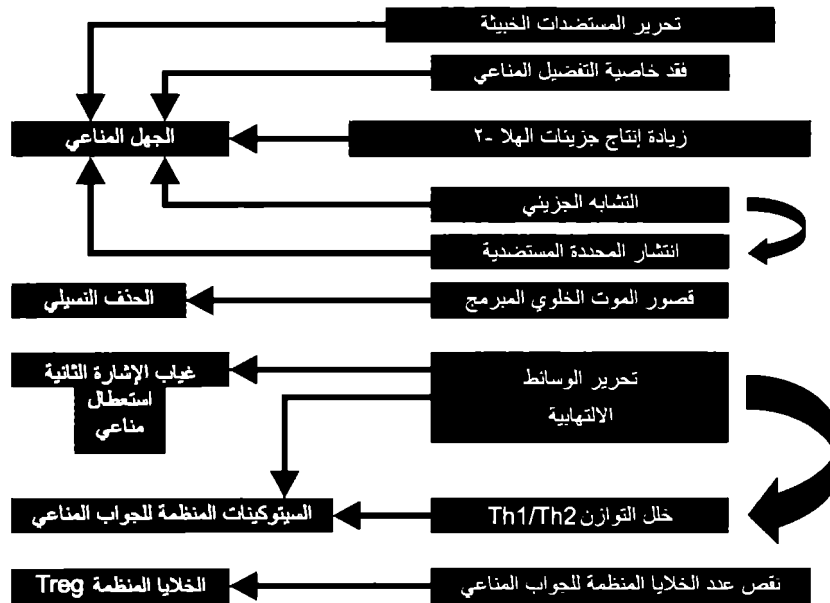 تحرير المستضدات الخبيئة
فقد خاصية التفضيل المناعي
الجهل المناعي
زيادة إنتاج جزيئات الهلا -٢
التشابه الجزيئي
انتشار المحددة المستضدية
قصور الموت الخلوي المبرمج
الحذف النسيلي
غياب الإشارة الثانية
استعطال
مناعي
تحرير الوسائط
الالتهابية
خلل التوازن Th1/Th2
السيتوكينات المنظمة للجواب المناعي
نقص عدد الخلايا المنظمة للجواب المناعي
الخلايا المنظمة Treg